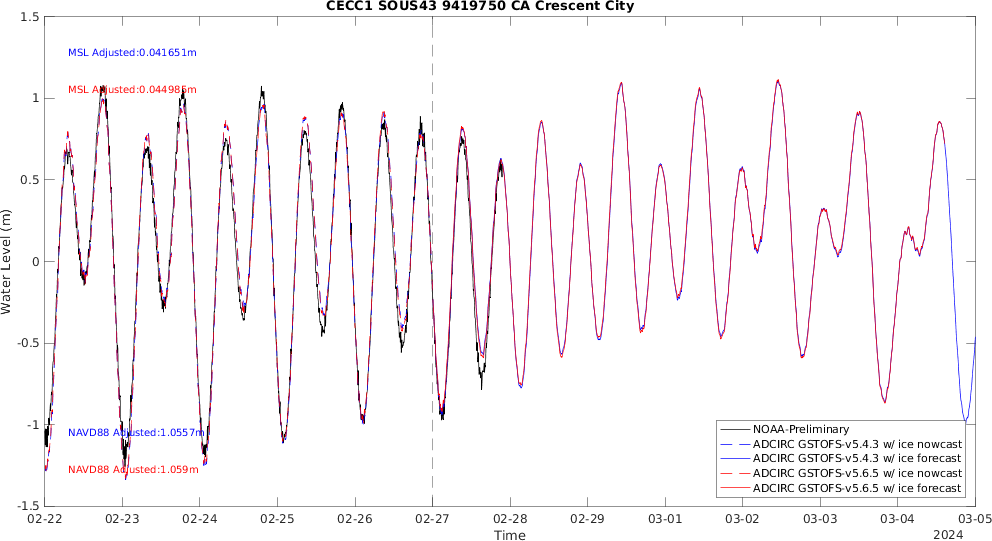 CECC1 SOUS43 9419750 CA Crescent City
1.5
MSL Adjusted:0.041651m
MSL Adjusted:0.044985m
1
0.5
Water Level (m)
0
-0.5
-1
NAVD88 Adjusted:1.0557m
NAVD88 Adjusted:1.059m
-1.5
NOAA-Preliminary
ADCIRC GSTOFS-v5.4.3 w/ ice nowcast
ADCIRC GSTOFS-v5.4.3 w/ ice forecast
ADCIRC GSTOFS-v5.6.5 w/ ice nowcast
ADCIRC GSTOFS-v5.6.5 w/ ice forecast
02-22 02-23 02-24 02-25 02-26 02-27 02-28 02-29 03-01 03-02 03-03 03-04 03-05
Time
2024